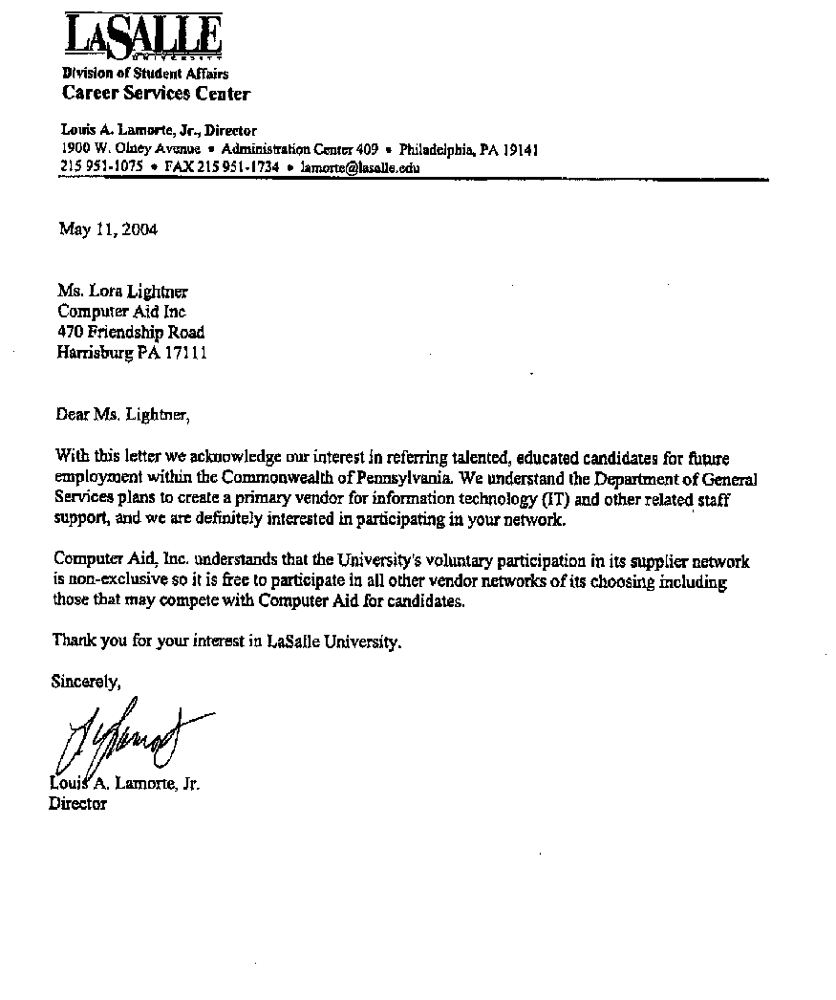 LASALLE
UNIVERSITY
Division of Student Affairs
Career Services Center
Louis A. Lamorte, Jr., Director
1900 W. Olney Avenue • Administration Center 409 • Philadelphia, PA 19141
215 951-1075 • FAX 215 951-1734 • lamorte@lasalle.edu
May 11, 2004
Ms. Lora Lightner
Computer Aid Inc
470 Friendship Road
Harrisburg PA 17111
Dear Ms. Lightner,
With this letter we acknowledge our interest in referring talented, educated candidates for future
employment within the Commonwealth of Pennsylvania. We understand the Department of General
Services plans to create a primary vendor for information technology (IT) and other related staff
support, and we are definitely interested in participating in your network.
Computer Aid, Inc. understands that the University's voluntary participation in its supplier network
is non-exclusive so it is free to participate in all other vendor networks of its choosing including
those that may compete with Computer Aid for candidates.
Thank you for your interest in LaSalle University.
Sincerely,
Louis A. Lamorte, Jr.
Director